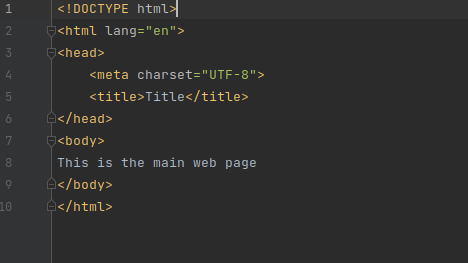 1 <!DOCTYPE html>
2 <html lang="en">
3 <head>
4     <meta charset="UTF-8">
5     <title>Title</title>
6 </head>
7 <body>
8 This is the main web page
9 </body>
10 </html>